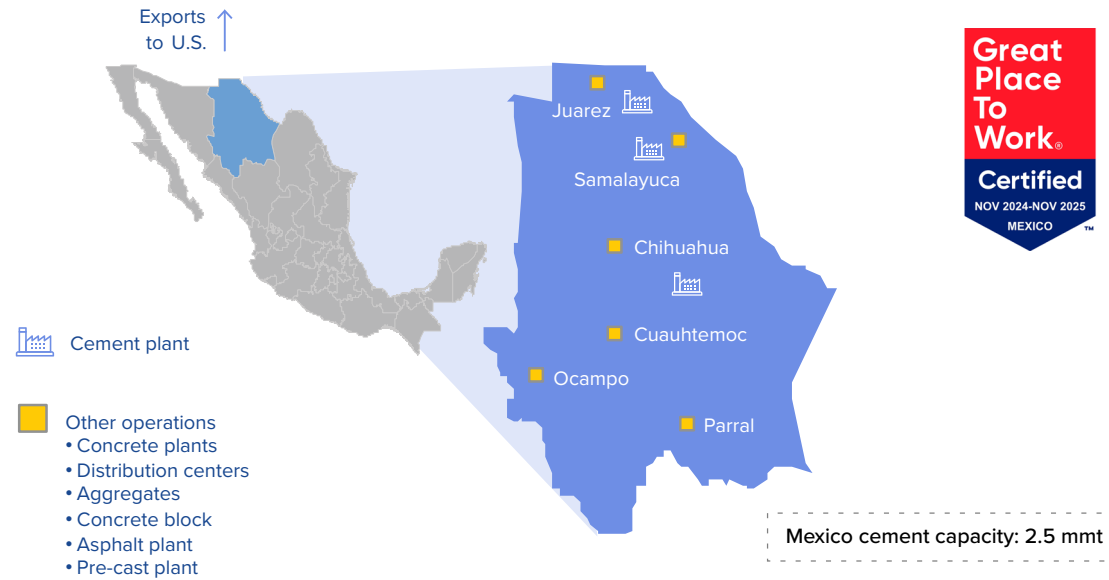 Exports
to U.S.
Juarez
Samalayuca
Chihuahua
Cuauhtemoc
Ocampo
Parral
Cement plant
Other operations
• Concrete plants
• Distribution centers
• Aggregates
• Concrete block
• Asphalt plant
• Pre-cast plant
Great
Place
To
Work®
Certified
NOV 2024-NOV 2025
MEXICO
™
Mexico cement capacity: 2.5 mmt